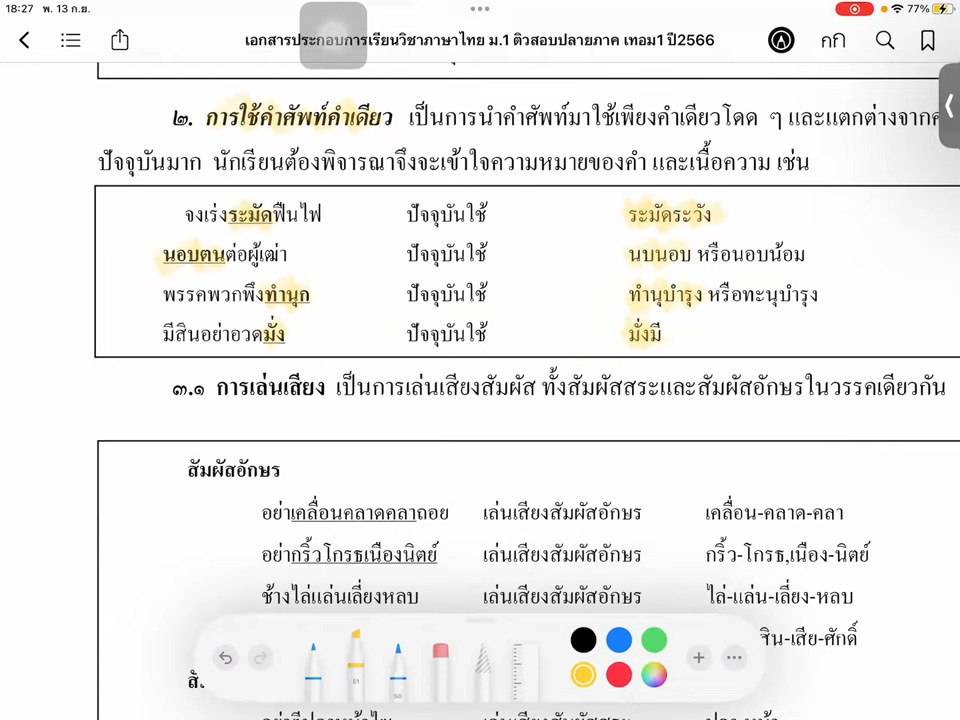 18:27 พ. 13 ก.ย. 77%
เอกสารประกอบการเรียนวิชาภาษาไทย ม.1 ติวสอบปลายภาค เทอม1 ปี2566
กกั
๒. การใช้คำศัพท์คำเดียว เป็นการนำคำศัพท์มาใช้เพียงคำเดียวโดด ๆ และแตกต่างจาก
ปัจจุบันมาก นักเรียนต้องพิจารณาจึงจะเข้าใจความหมายของคำ และเนื้อความ เช่น
จงเร่งระมัดฟืนไฟ ปัจจุบันใช้ ระมัดระวัง
นอบตนต่อผู้เฒ่า ปัจจุบันใช้ นบนอบ หรือนอบน้อม
พรรคพวกพึงทำนุก ปัจจุบันใช้ ทำนุบำรุง หรือทะนุบำรุง
มีสินอย่าอวดมั่ง ปัจจุบันใช้ มั่งมี
๓.๑ การเล่นเสียง เป็นการเล่นเสียงสัมผัส ทั้งสัมผัสสระและสัมผัสอักษรในวรรคเดียวกัน
สัมผัสอักษร
อย่าเคลื่อนคลาดคลาถอย เล่นเสียงสัมผัสอักษร เคลื่อน-คลาด-คลา
อย่ากริ้วโกรธเนืองนิตย์ เล่นเสียงสัมผัสอักษร กริ้ว-โกรธ,เนือง-นิตย์
ช้างไล่แล่นเลี่ยงหลบ เล่นเสียงสัมผัสอักษร ไล่-แล่น-เลี่ยง-หลบ
สิน-เสีย-ศักดิ์
51
50